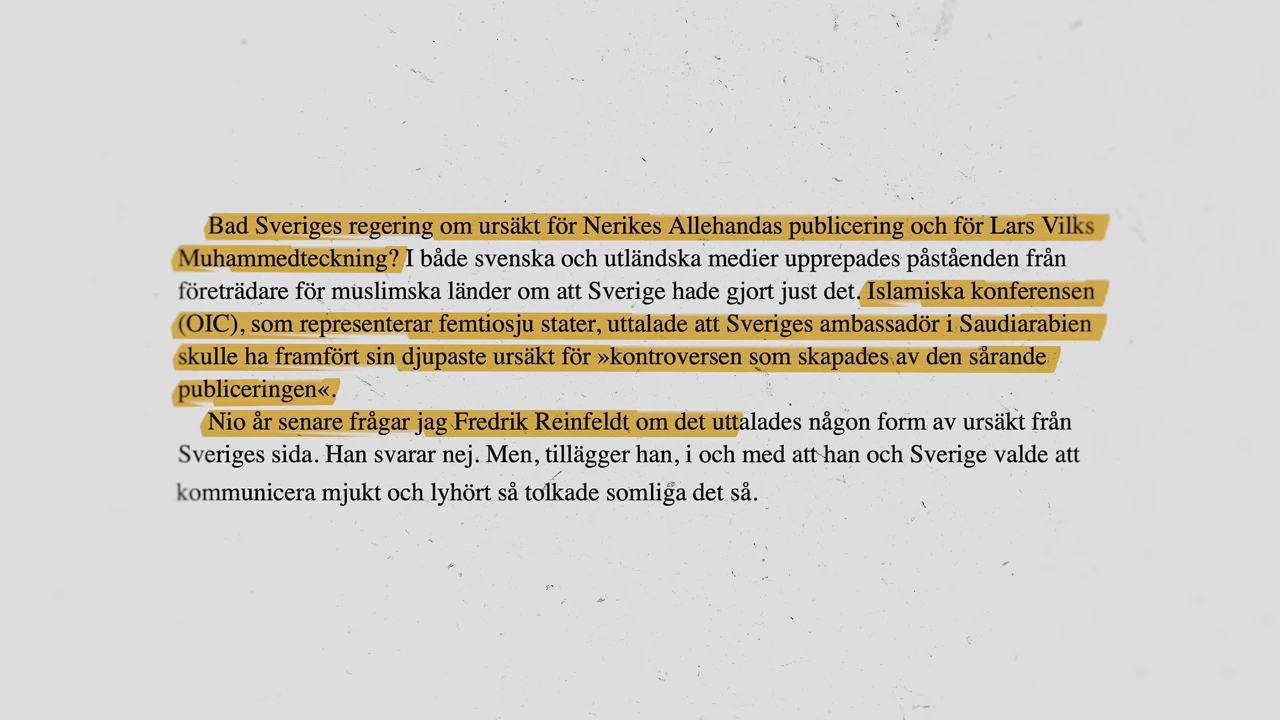 Bad Sveriges regering om ursäkt för Nerikes Allehandas publicering och för Lars Vilks
Muhammedteckning? I både svenska och utländska medier upprepades påståenden från
företrädare för muslimska länder om att Sverige hade gjort just det. Islamiska konferensen
(OIC), som representerar femtiosju stater, uttalade att Sveriges ambassadör i Saudiarabien
skulle ha framfört sin djupaste ursäkt för »kontroversen som skapades av den sårande
publiceringen«.
Nio år senare frågar jag Fredrik Reinfeldt om det uttalades någon form av ursäkt från
Sveriges sida. Han svarar nej. Men, tillägger han, i och med att han och Sverige valde att
kommunicera mjukt och lyhört så tolkade somliga det så.